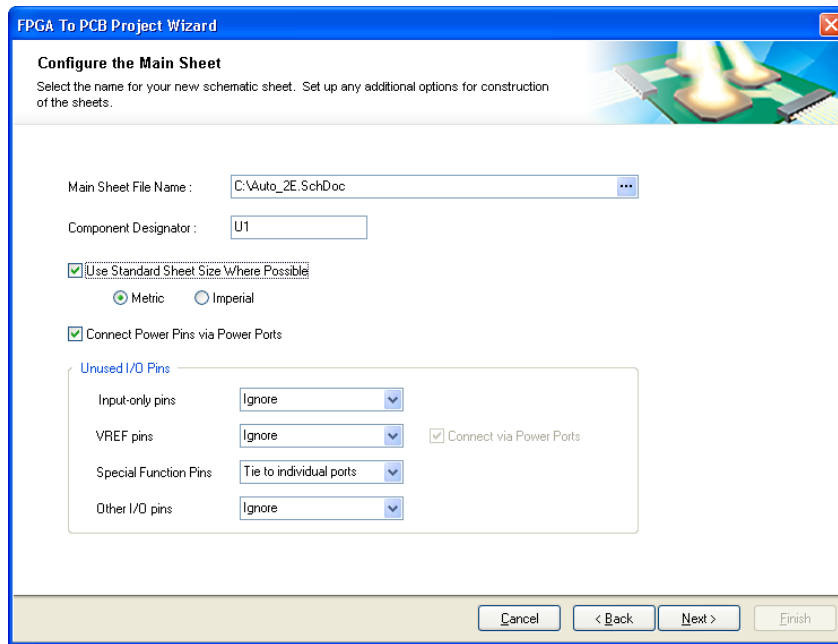 FPGA To PCB Project Wizard
Configure the Main Sheet
Select the name for your new schematic sheet. Set up any additional options for construction
of the sheets.
Main Sheet File Name :
C:\Auto_2E.SchDoc
...
Component Designator :
U1
Use Standard Sheet Size Where Possible
Metric
Imperial
Connect Power Pins via Power Ports
Unused I/O Pins
Input-only pins
Ignore
VREF pins
Ignore
Connect via Power Ports
Special Function Pins
Tie to individual ports
Other I/O pins
Ignore
Cancel
< Back
Next >
Finish